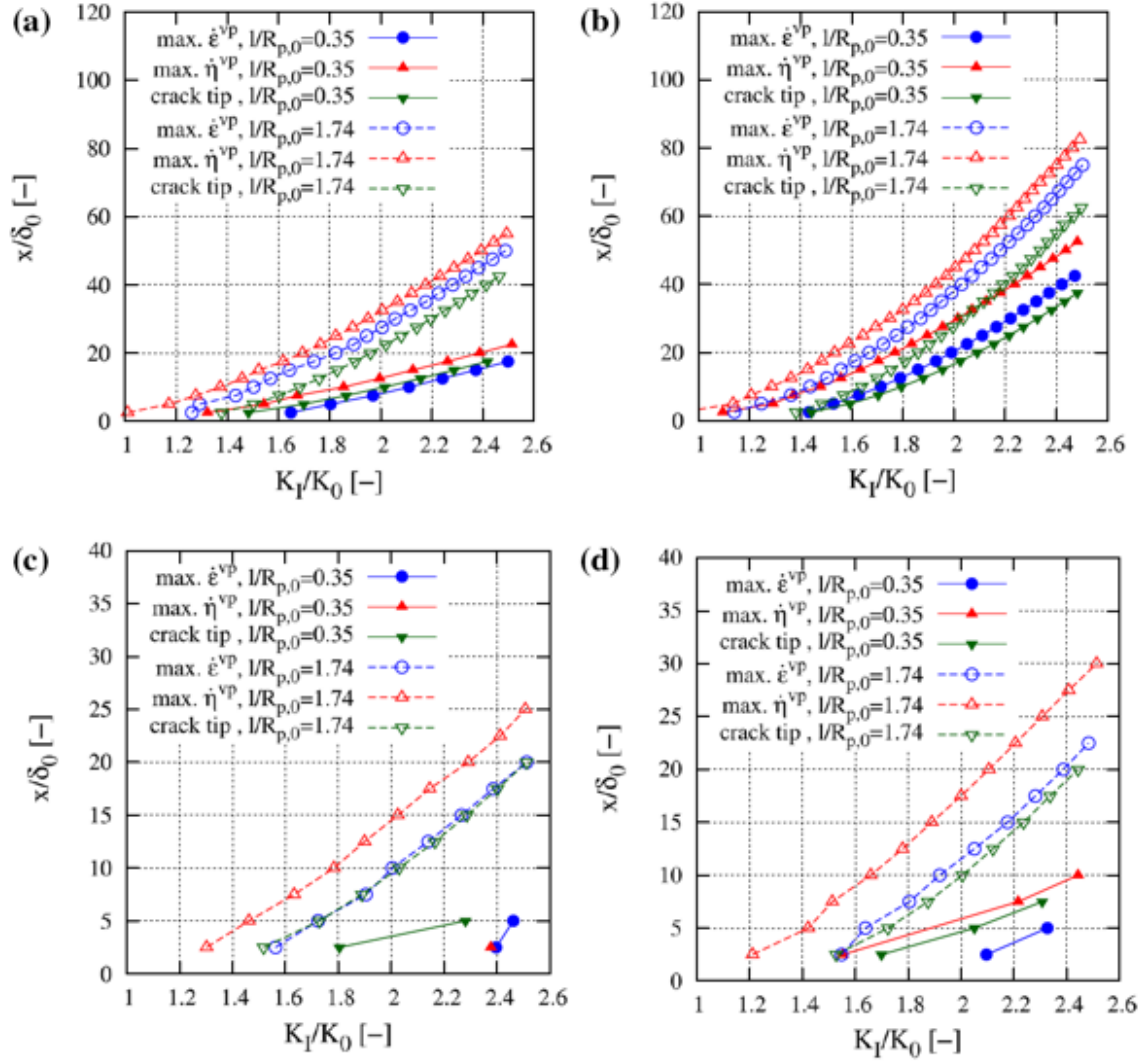 (a)
120
100
80
60
40
20
0
x/δ₀ [−]
max. ε̇ᵛᵖ, l/Rₚ,₀=0.35
max. η̇ᵛᵖ, l/Rₚ,₀=0.35
crack tip , l/Rₚ,₀=0.35
max. ε̇ᵛᵖ, l/Rₚ,₀=1.74
max. η̇ᵛᵖ, l/Rₚ,₀=1.74
crack tip , l/Rₚ,₀=1.74
1 1.2 1.4 1.6 1.8 2 2.2 2.4 2.6
K_I/K₀ [−]
(b)
120
100
80
60
40
20
0
x/δ₀ [−]
max. ε̇ᵛᵖ, l/Rₚ,₀=0.35
max. η̇ᵛᵖ, l/Rₚ,₀=0.35
crack tip , l/Rₚ,₀=0.35
max. ε̇ᵛᵖ, l/Rₚ,₀=1.74
max. η̇ᵛᵖ, l/Rₚ,₀=1.74
crack tip , l/Rₚ,₀=1.74
1 1.2 1.4 1.6 1.8 2 2.2 2.4 2.6
K_I/K₀ [−]
(c)
40
35
30
25
20
15
10
5
0
x/δ₀ [−]
max. ε̇ᵛᵖ, l/Rₚ,₀=0.35
max. η̇ᵛᵖ, l/Rₚ,₀=0.35
crack tip , l/Rₚ,₀=0.35
max. ε̇ᵛᵖ, l/Rₚ,₀=1.74
max. η̇ᵛᵖ, l/Rₚ,₀=1.74
crack tip , l/Rₚ,₀=1.74
1 1.2 1.4 1.6 1.8 2 2.2 2.4 2.6
K_I/K₀ [−]
(d)
40
35
30
25
20
15
10
5
0
x/δ₀ [−]
max. ε̇ᵛᵖ, l/Rₚ,₀=0.35
max. η̇ᵛᵖ, l/Rₚ,₀=0.35
crack tip , l/Rₚ,₀=0.35
max. ε̇ᵛᵖ, l/Rₚ,₀=1.74
max. η̇ᵛᵖ, l/Rₚ,₀=1.74
crack tip , l/Rₚ,₀=1.74
1 1.2 1.4 1.6 1.8 2 2.2 2.4 2.6
K_I/K₀ [−]